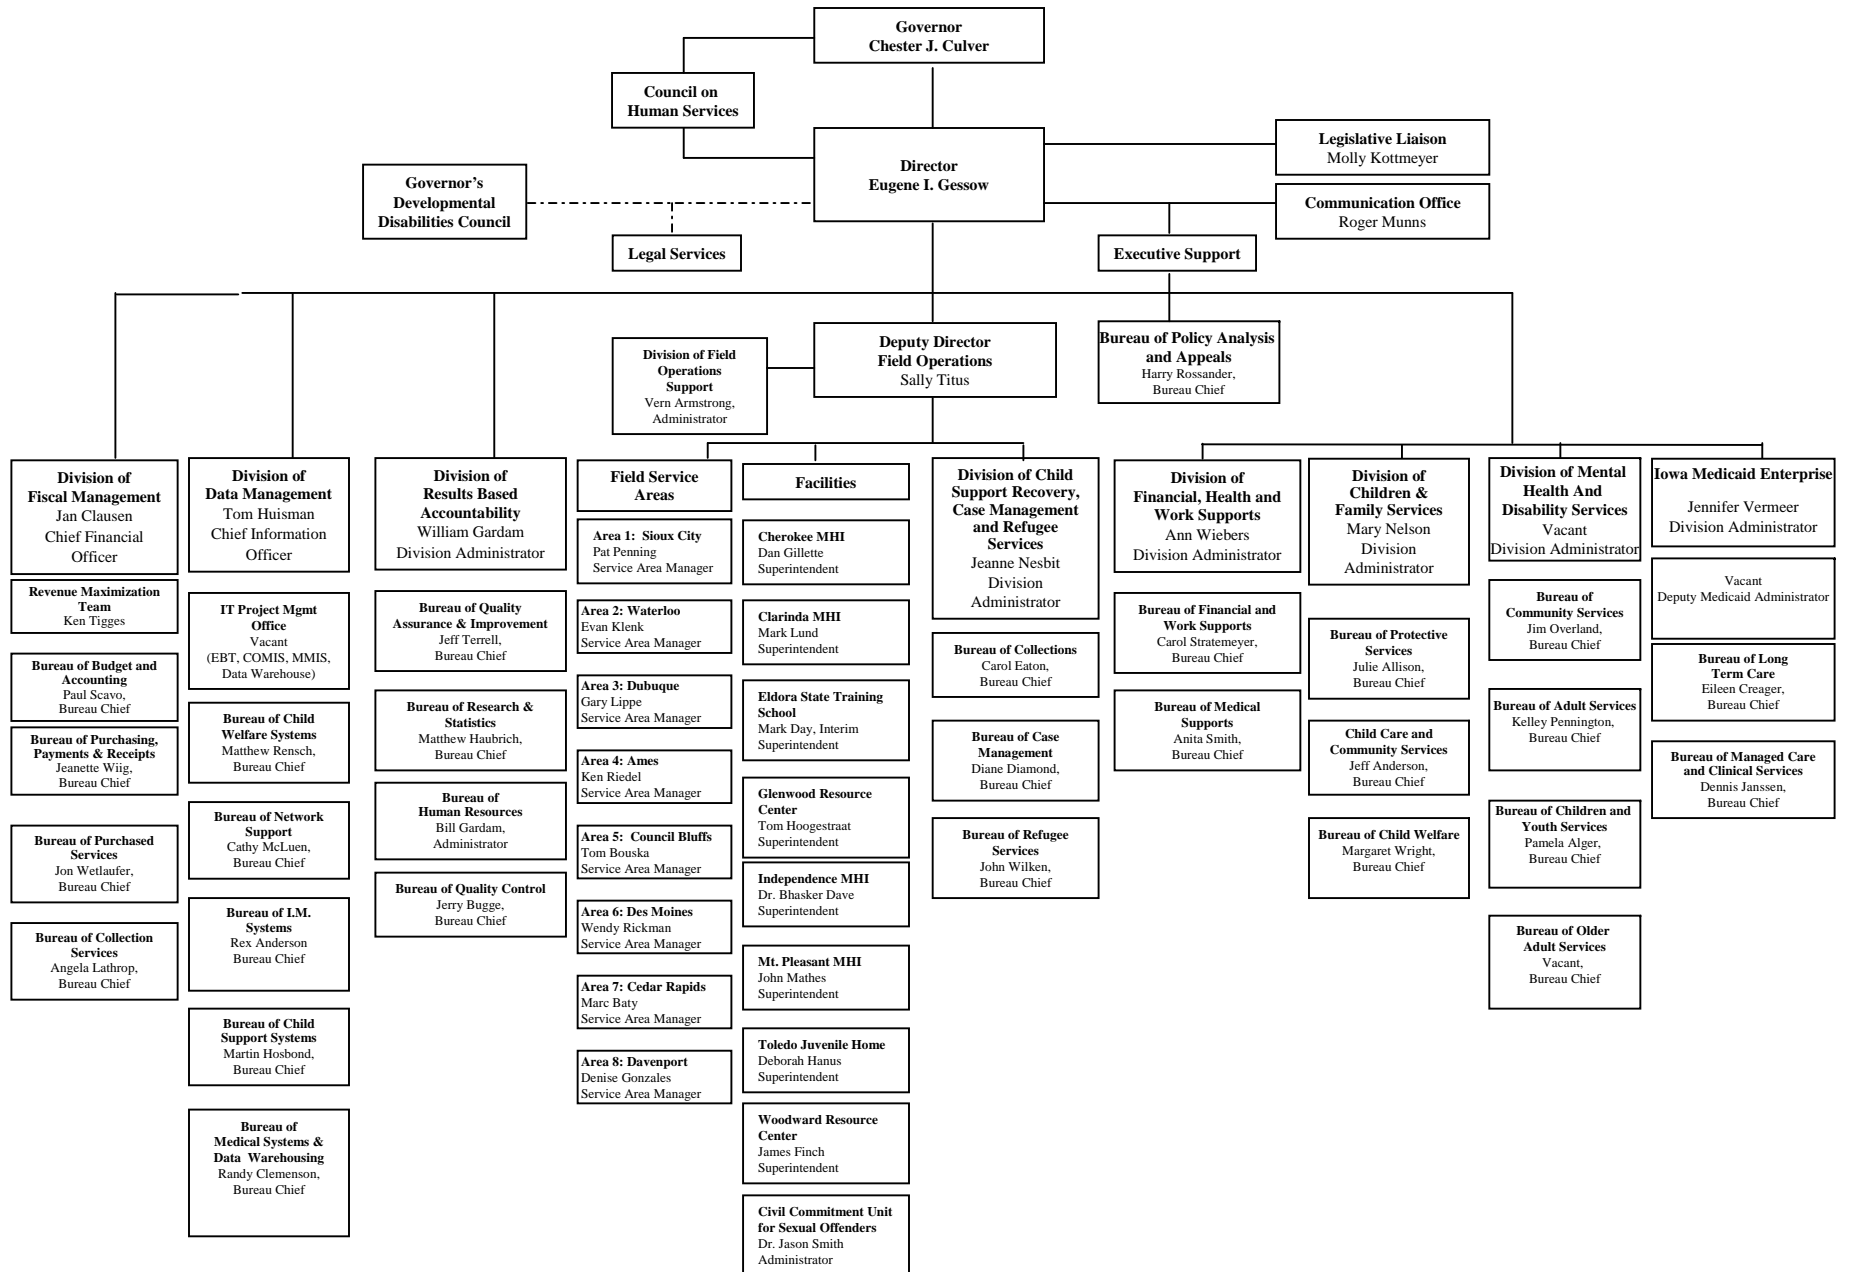 Governor
Chester J. Culver
Council on
Human Services
Director
Eugene I. Gessow
Legislative Liaison
Molly Kottmeyer
Governor’s
Developmental
Disabilities Council
Communication Office
Roger Munns
Legal Services
Executive Support
Deputy Director
Field Operations
Sally Titus
Division of Field
Operations
Support
Vern Armstrong,
Administrator
Bureau of Policy Analysis
and Appeals
Harry Rossander,
Bureau Chief
Division of
Fiscal Management
Jan Clausen
Chief Financial
Officer
Revenue Maximization
Team
Ken Tigges
Bureau of Budget and
Accounting
Paul Scavo,
Bureau Chief
Bureau of Purchasing,
Payments & Receipts
Jeanette Wiig,
Bureau Chief
Bureau of Purchased
Services
Jon Wetlaufer,
Bureau Chief
Bureau of Collection
Services
Angela Lathrop,
Bureau Chief
Division of
Data Management
Tom Huisman
Chief Information
Officer
IT Project Mgmt
Office
Vacant
(EBT, COMIS, MMIS,
Data Warehouse)
Bureau of Child
Welfare Systems
Matthew Rensch,
Bureau Chief
Bureau of Network
Support
Cathy McLuen,
Bureau Chief
Bureau of I.M.
Systems
Rex Anderson
Bureau Chief
Bureau of Child
Support Systems
Martin Hosbond,
Bureau Chief
Bureau of
Medical Systems &
Data Warehousing
Randy Clemenson,
Bureau Chief
Division of
Results Based
Accountability
William Gardam
Division Administrator
Bureau of Quality
Assurance & Improvement
Jeff Terrell,
Bureau Chief
Bureau of Research &
Statistics
Matthew Haubrich,
Bureau Chief
Bureau of
Human Resources
Bill Gardam,
Administrator
Bureau of Quality Control
Jerry Bugge,
Bureau Chief
Field Service
Areas
Area 1: Sioux City
Pat Penning
Service Area Manager
Area 2: Waterloo
Evan Klenk
Service Area Manager
Area 3: Dubuque
Gary Lippe
Service Area Manager
Area 4: Ames
Ken Riedel
Service Area Manager
Area 5: Council Bluffs
Tom Bouska
Service Area Manager
Area 6: Des Moines
Wendy Rickman
Service Area Manager
Area 7: Cedar Rapids
Marc Baty
Service Area Manager
Area 8: Davenport
Denise Gonzales
Service Area Manager
Facilities
Cherokee MHI
Dan Gillette
Superintendent
Clarinda MHI
Mark Lund
Superintendent
Eldora State Training
School
Mark Day, Interim
Superintendent
Glenwood Resource
Center
Tom Hoogestraat
Superintendent
Independence MHI
Dr. Bhasker Dave
Superintendent
Mt. Pleasant MHI
John Mathes
Superintendent
Toledo Juvenile Home
Deborah Hanus
Superintendent
Woodward Resource
Center
James Finch
Superintendent
Civil Commitment Unit
for Sexual Offenders
Dr. Jason Smith
Administrator
Division of Child
Support Recovery,
Case Management
and Refugee
Services
Jeanne Nesbit
Division
Administrator
Bureau of Collections
Carol Eaton,
Bureau Chief
Bureau of Case
Management
Diane Diamond,
Bureau Chief
Bureau of Refugee
Services
John Wilken,
Bureau Chief
Division of
Financial, Health and
Work Supports
Ann Wiebers
Division Administrator
Bureau of Financial and
Work Supports
Carol Stratemeyer,
Bureau Chief
Bureau of Medical
Supports
Anita Smith,
Bureau Chief
Division of
Children &
Family Services
Mary Nelson
Division
Administrator
Bureau of Protective
Services
Julie Allison,
Bureau Chief
Child Care and
Community Services
Jeff Anderson,
Bureau Chief
Bureau of Child Welfare
Margaret Wright,
Bureau Chief
Division of Mental
Health And
Disability Services
Vacant
Division Administrator
Bureau of
Community Services
Jim Overland,
Bureau Chief
Bureau of Adult Services
Kelley Pennington,
Bureau Chief
Bureau of Children and
Youth Services
Pamela Alger,
Bureau Chief
Bureau of Older
Adult Services
Vacant,
Bureau Chief
Iowa Medicaid Enterprise
Jennifer Vermeer
Division Administrator
Vacant
Deputy Medicaid Administrator
Bureau of Long
Term Care
Eileen Creager,
Bureau Chief
Bureau of Managed Care
and Clinical Services
Dennis Janssen,
Bureau Chief